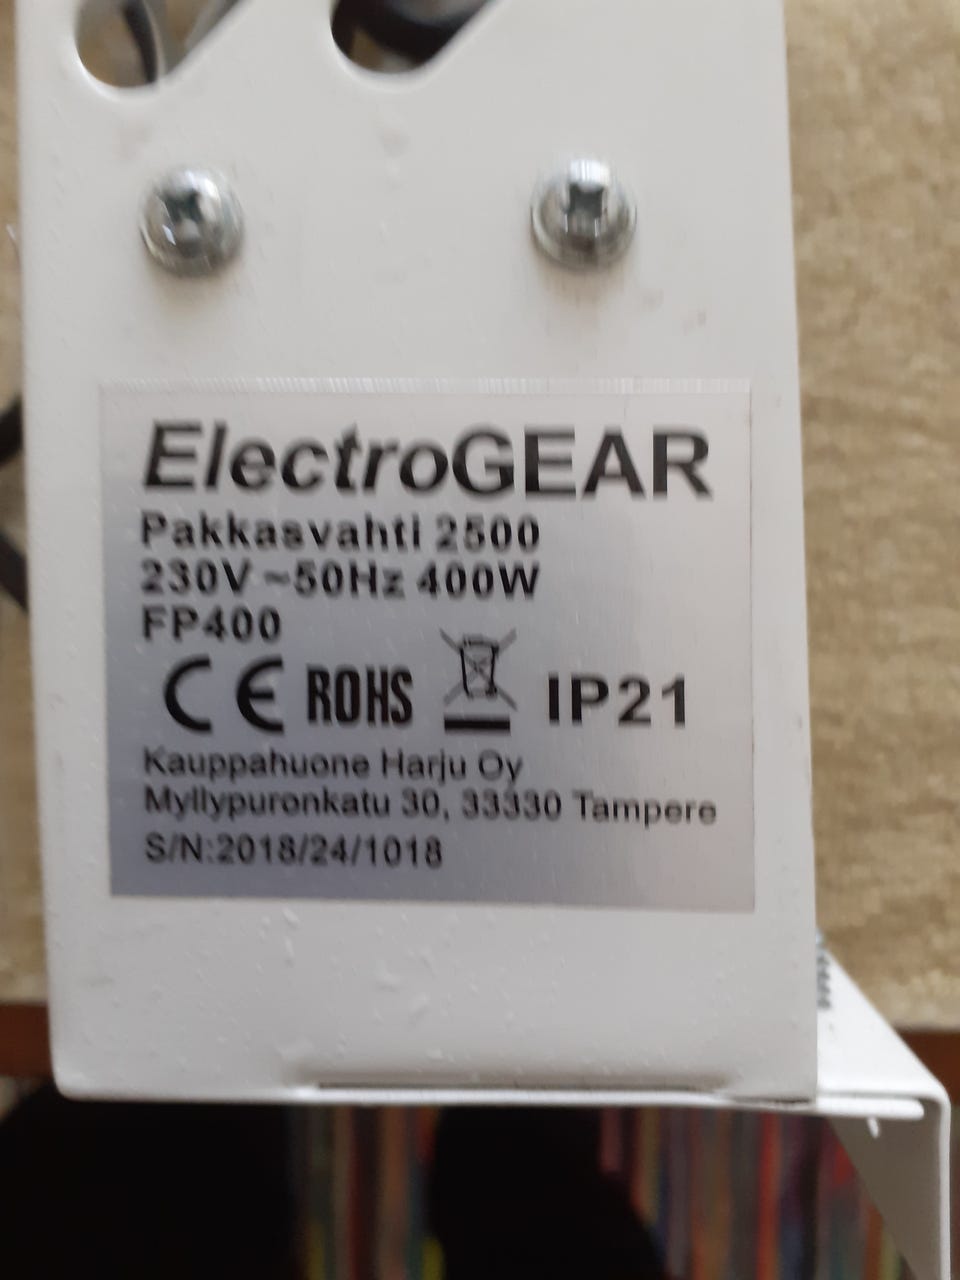 ElectroGEAR
Pakkasvahti 2500
230V ~50Hz 400W
FP400
CE ROHS IP21
Kauppahuone Harju Oy
Myllypuronkatu 30, 33330 Tampere
S/N:2018/24/1018